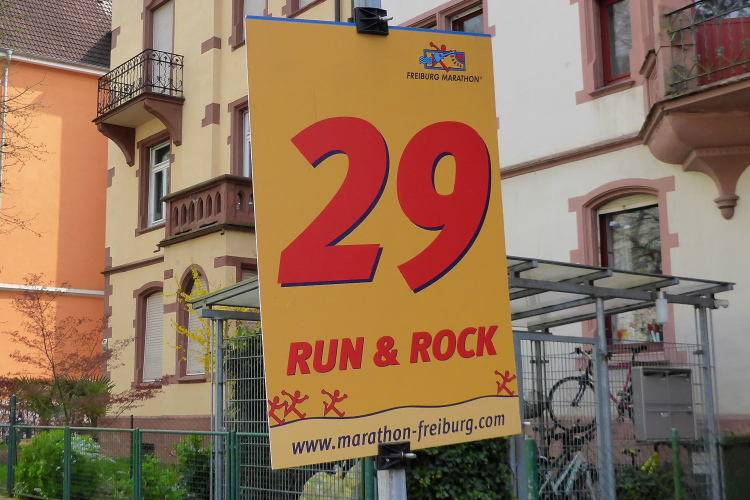 FREIBURG MARATHON®
29
RUN & ROCK
www.marathon-freiburg.com